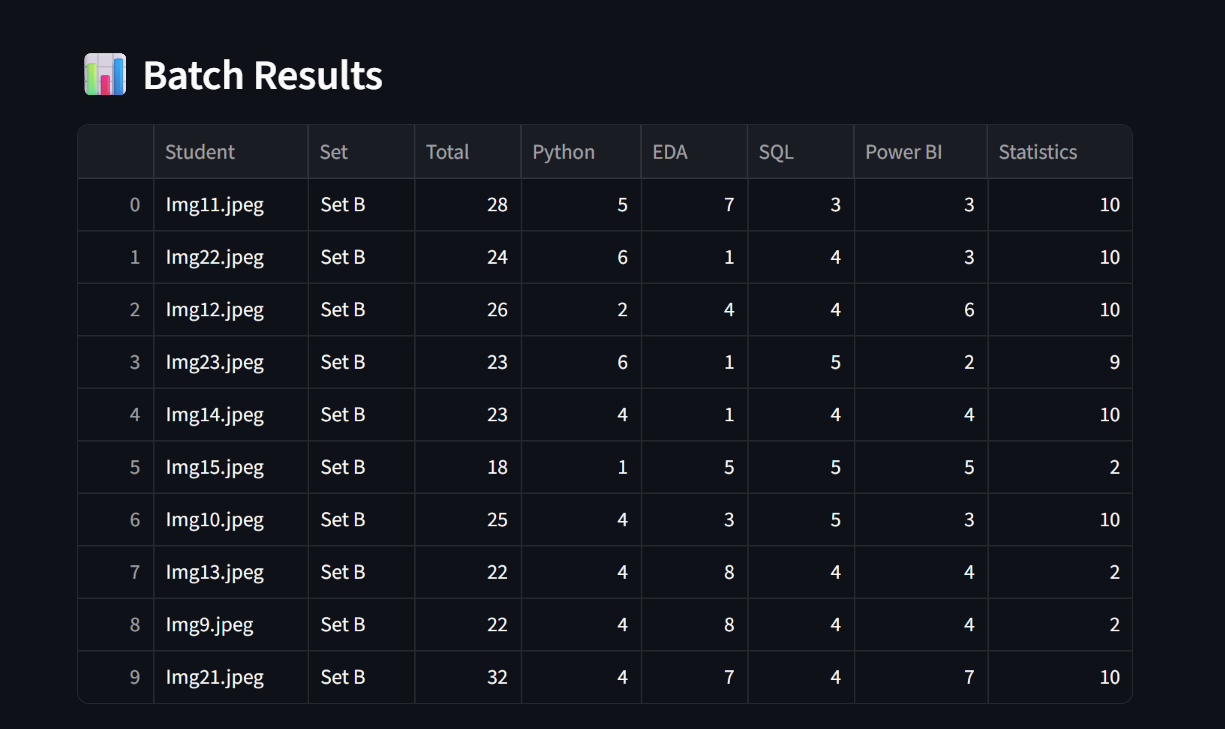 Batch Results
Student Set Total Python EDA SQL Power BI Statistics
0 Img11.jpeg Set B 28 5 7 3 3 10
1 Img22.jpeg Set B 24 6 1 4 3 10
2 Img12.jpeg Set B 26 2 4 4 6 10
3 Img23.jpeg Set B 23 6 1 5 2 9
4 Img14.jpeg Set B 23 4 1 4 4 10
5 Img15.jpeg Set B 18 1 5 5 5 2
6 Img10.jpeg Set B 25 4 3 5 3 10
7 Img13.jpeg Set B 22 4 8 4 4 2
8 Img9.jpeg Set B 22 4 8 4 4 2
9 Img21.jpeg Set B 32 4 7 4 7 10